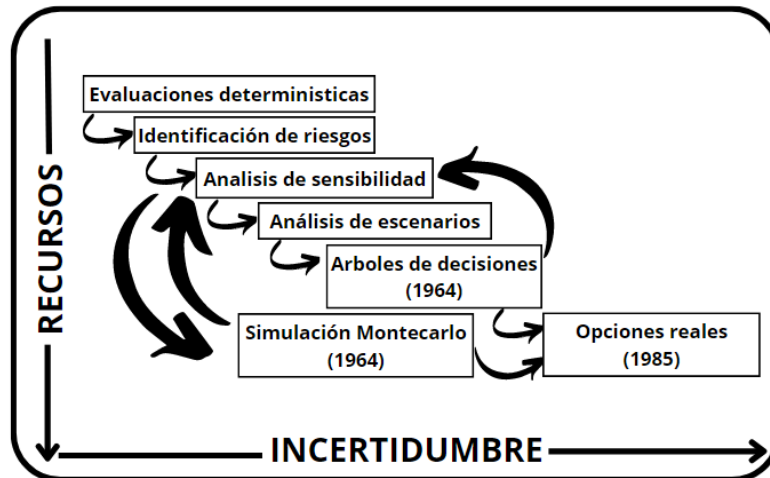 Evaluaciones deterministicas
Identificación de riesgos
Analisis de sensibilidad
Análisis de escenarios
Arboles de decisiones
(1964)
Simulación Montecarlo
(1964)
Opciones reales
(1985)
RECURSOS
INCERTIDUMBRE